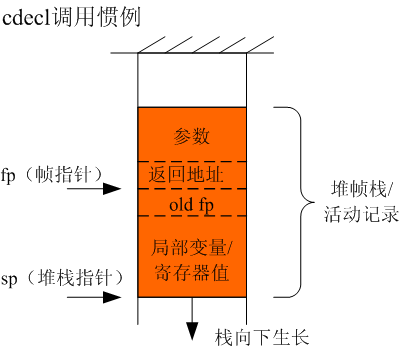 cdecl调用惯例
参数
返回地址
fp（帧指针）
old fp
堆帧栈/
活动记录
局部变量/
寄存器值
sp（堆栈指针）
栈向下生长